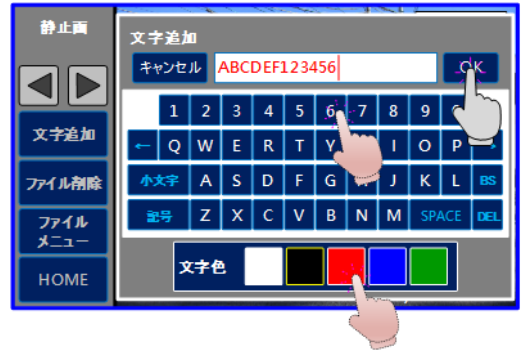 静止画
文字追加
ファイル削除
ファイル
メニュー
HOME
文字追加
キャンセル
ABCDEF123456
OK
1 2 3 4 5 6 7 8 9
← Q W E R T Y I O P
小文字 A S D F G J K L BS
記号 Z X C V B N M SPACE DEL
文字色